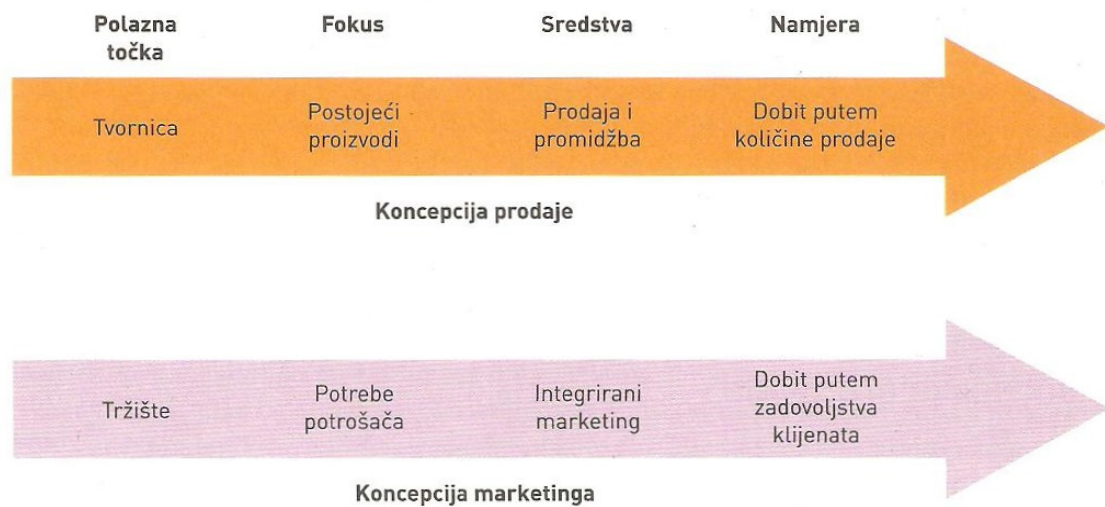 Polazna
točka
Fokus
Sredstva
Namjera
Tvornica
Postojeći
proizvodi
Prodaja i
promidžba
Dobit putem
količine prodaje
Koncepcija prodaje
Tržište
Potrebe
potrošača
Integrirani
marketing
Dobit putem
zadovoljstva
klijenata
Koncepcija marketinga